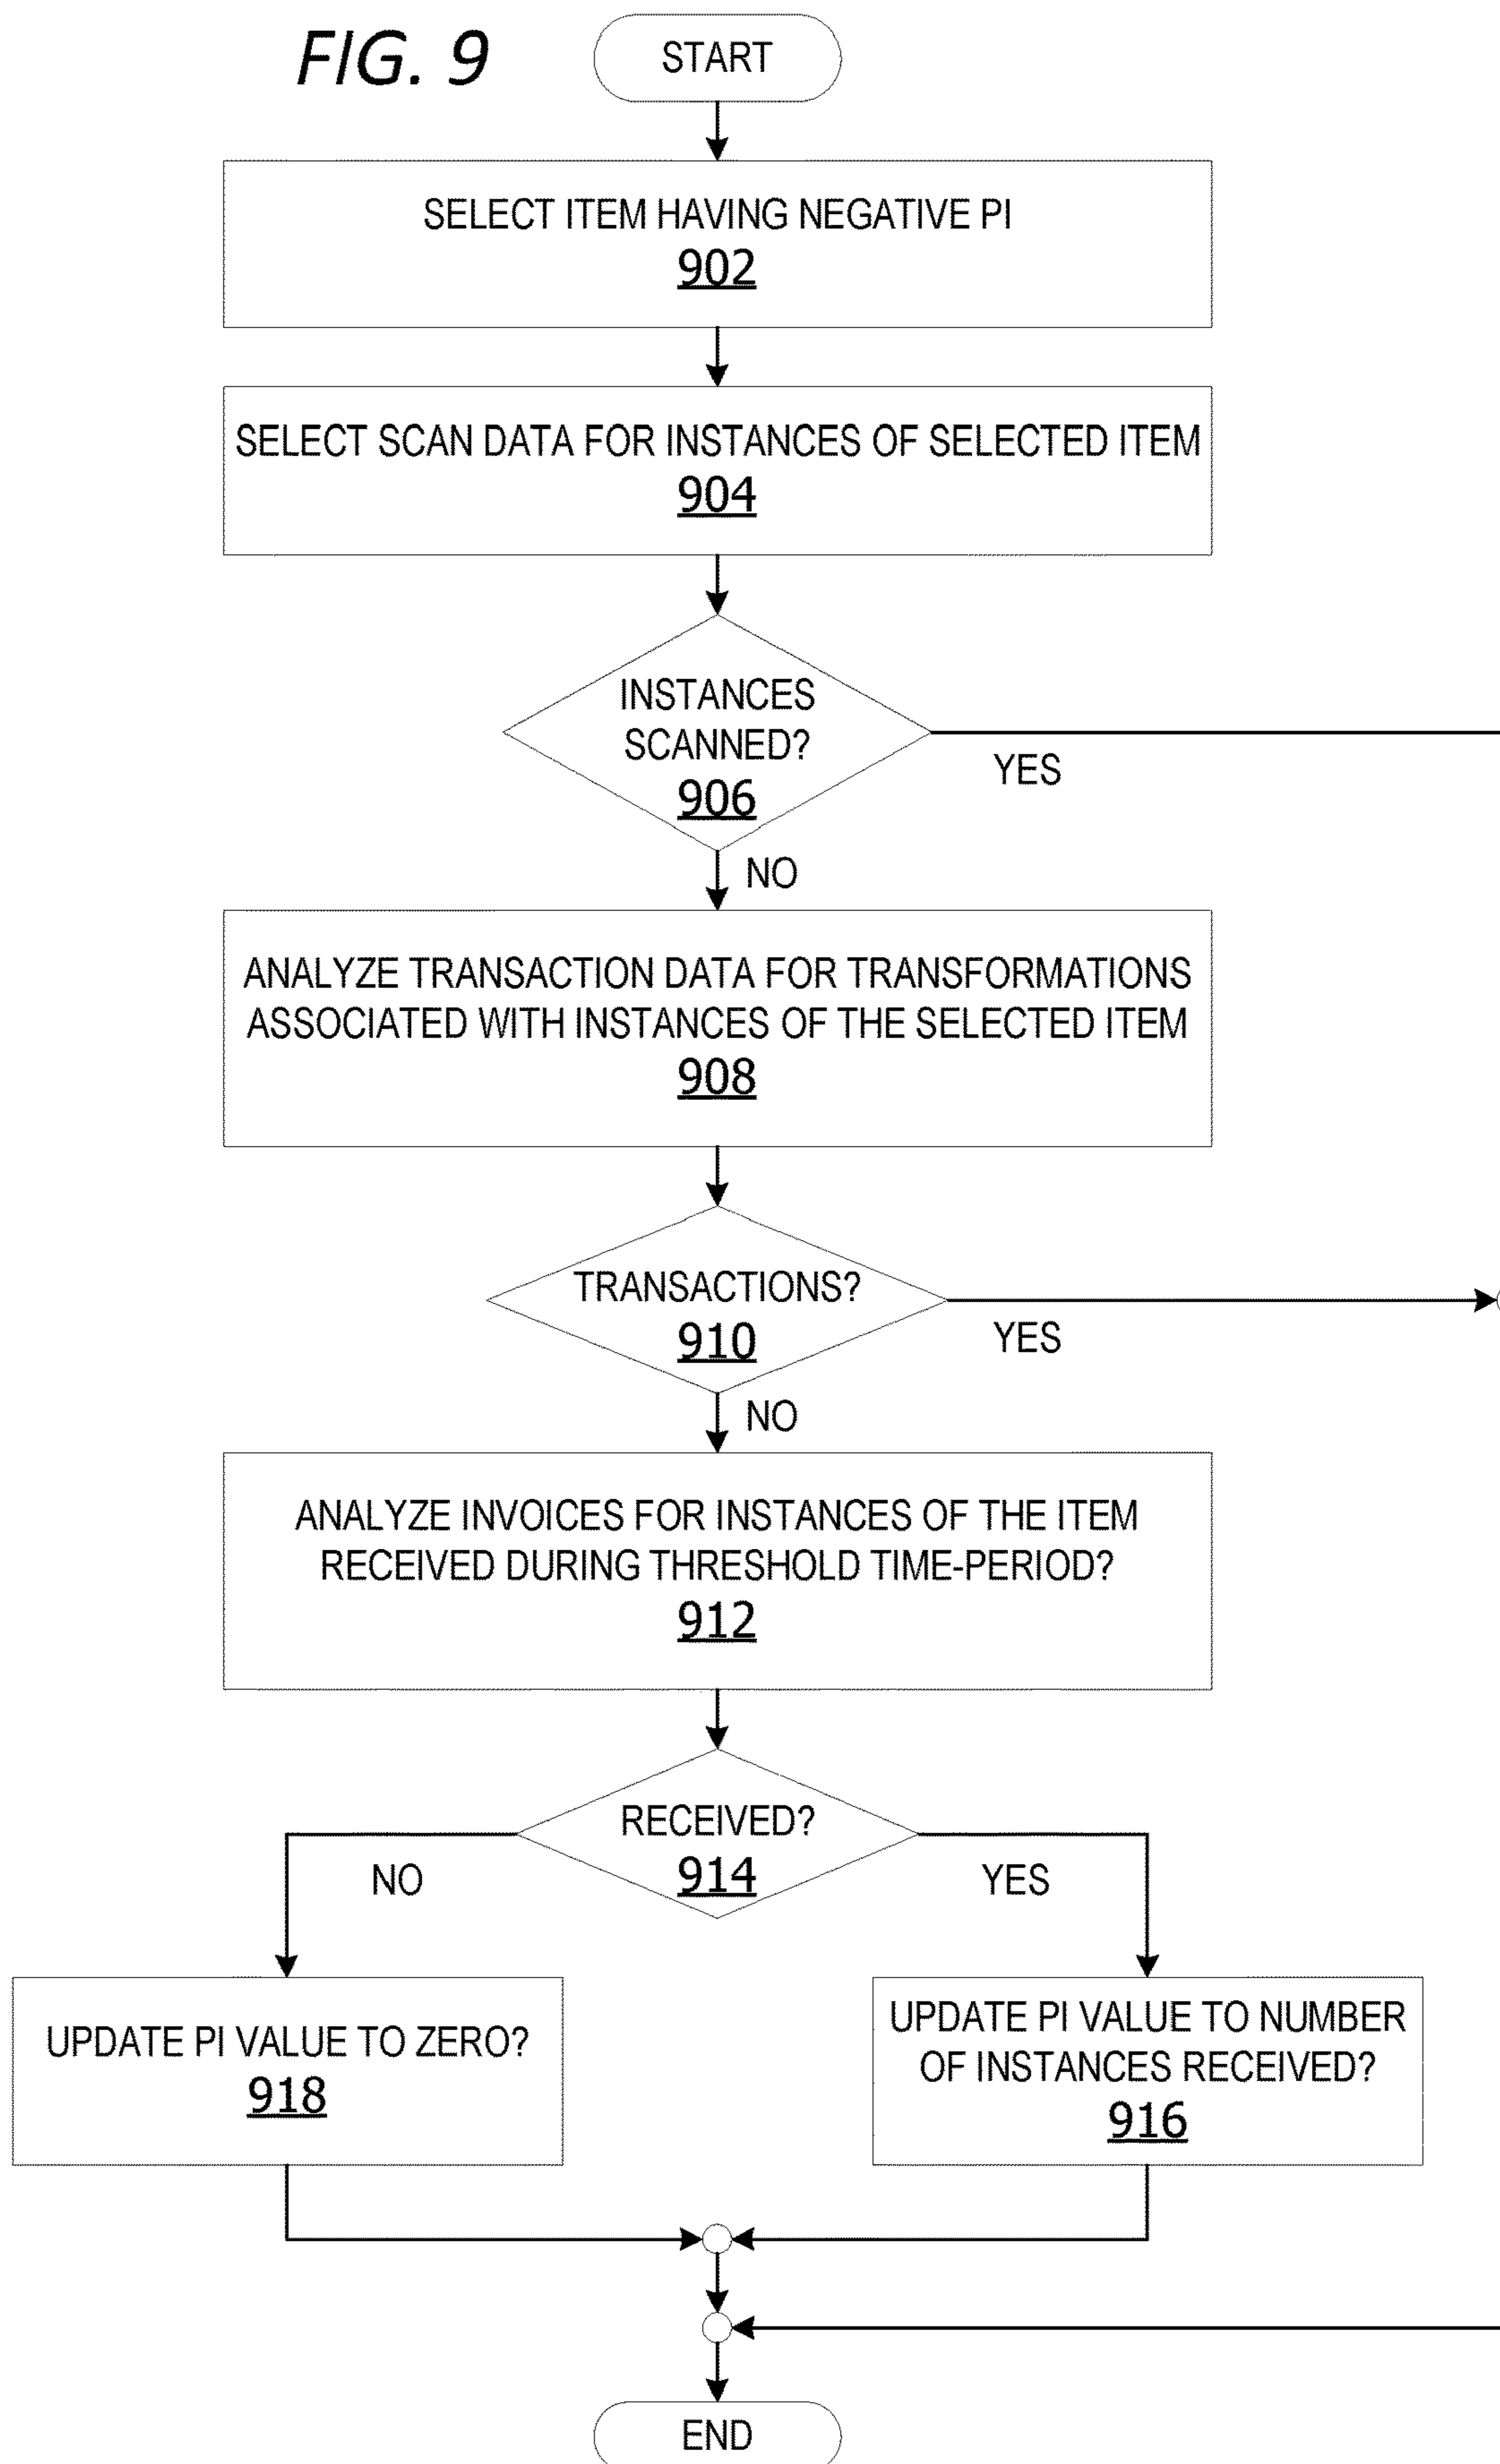 FIG. 9
START
SELECT ITEM HAVING NEGATIVE PI
902
SELECT SCAN DATA FOR INSTANCES OF SELECTED ITEM
904
INSTANCES
SCANNED?
906
YES
NO
ANALYZE TRANSACTION DATA FOR TRANSFORMATIONS
ASSOCIATED WITH INSTANCES OF THE SELECTED ITEM
908
TRANSACTIONS?
910
YES
NO
ANALYZE INVOICES FOR INSTANCES OF THE ITEM
RECEIVED DURING THRESHOLD TIME-PERIOD?
912
RECEIVED?
914
NO
YES
UPDATE PI VALUE TO ZERO?
918
UPDATE PI VALUE TO NUMBER
OF INSTANCES RECEIVED?
916
END